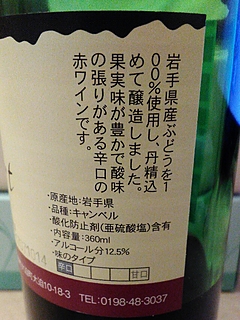 岩手県産ぶどうを1
00%使用し、丹精込
めて醸造しました。
果実味が豊かで酸味
の張りがある辛口の
赤ワインです。
・原産地:岩手県
・品種:キャンベル
・酸化防止剤(亜硫酸塩)含有
・内容量:360ml
・アルコール分12.5%
・味のタイプ
辛口 甘口
10-18-3 TEL:0198-48-3037